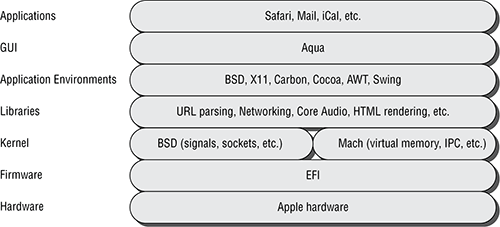 Applications Safari, Mail, iCal, etc.
GUI Aqua
Application Environments BSD, X11, Carbon, Cocoa, AWT, Swing
Libraries URL parsing, Networking, Core Audio, HTML rendering, etc.
Kernel BSD (signals, sockets, etc.) Mach (virtual memory, IPC, etc.)
Firmware EFI
Hardware Apple hardware